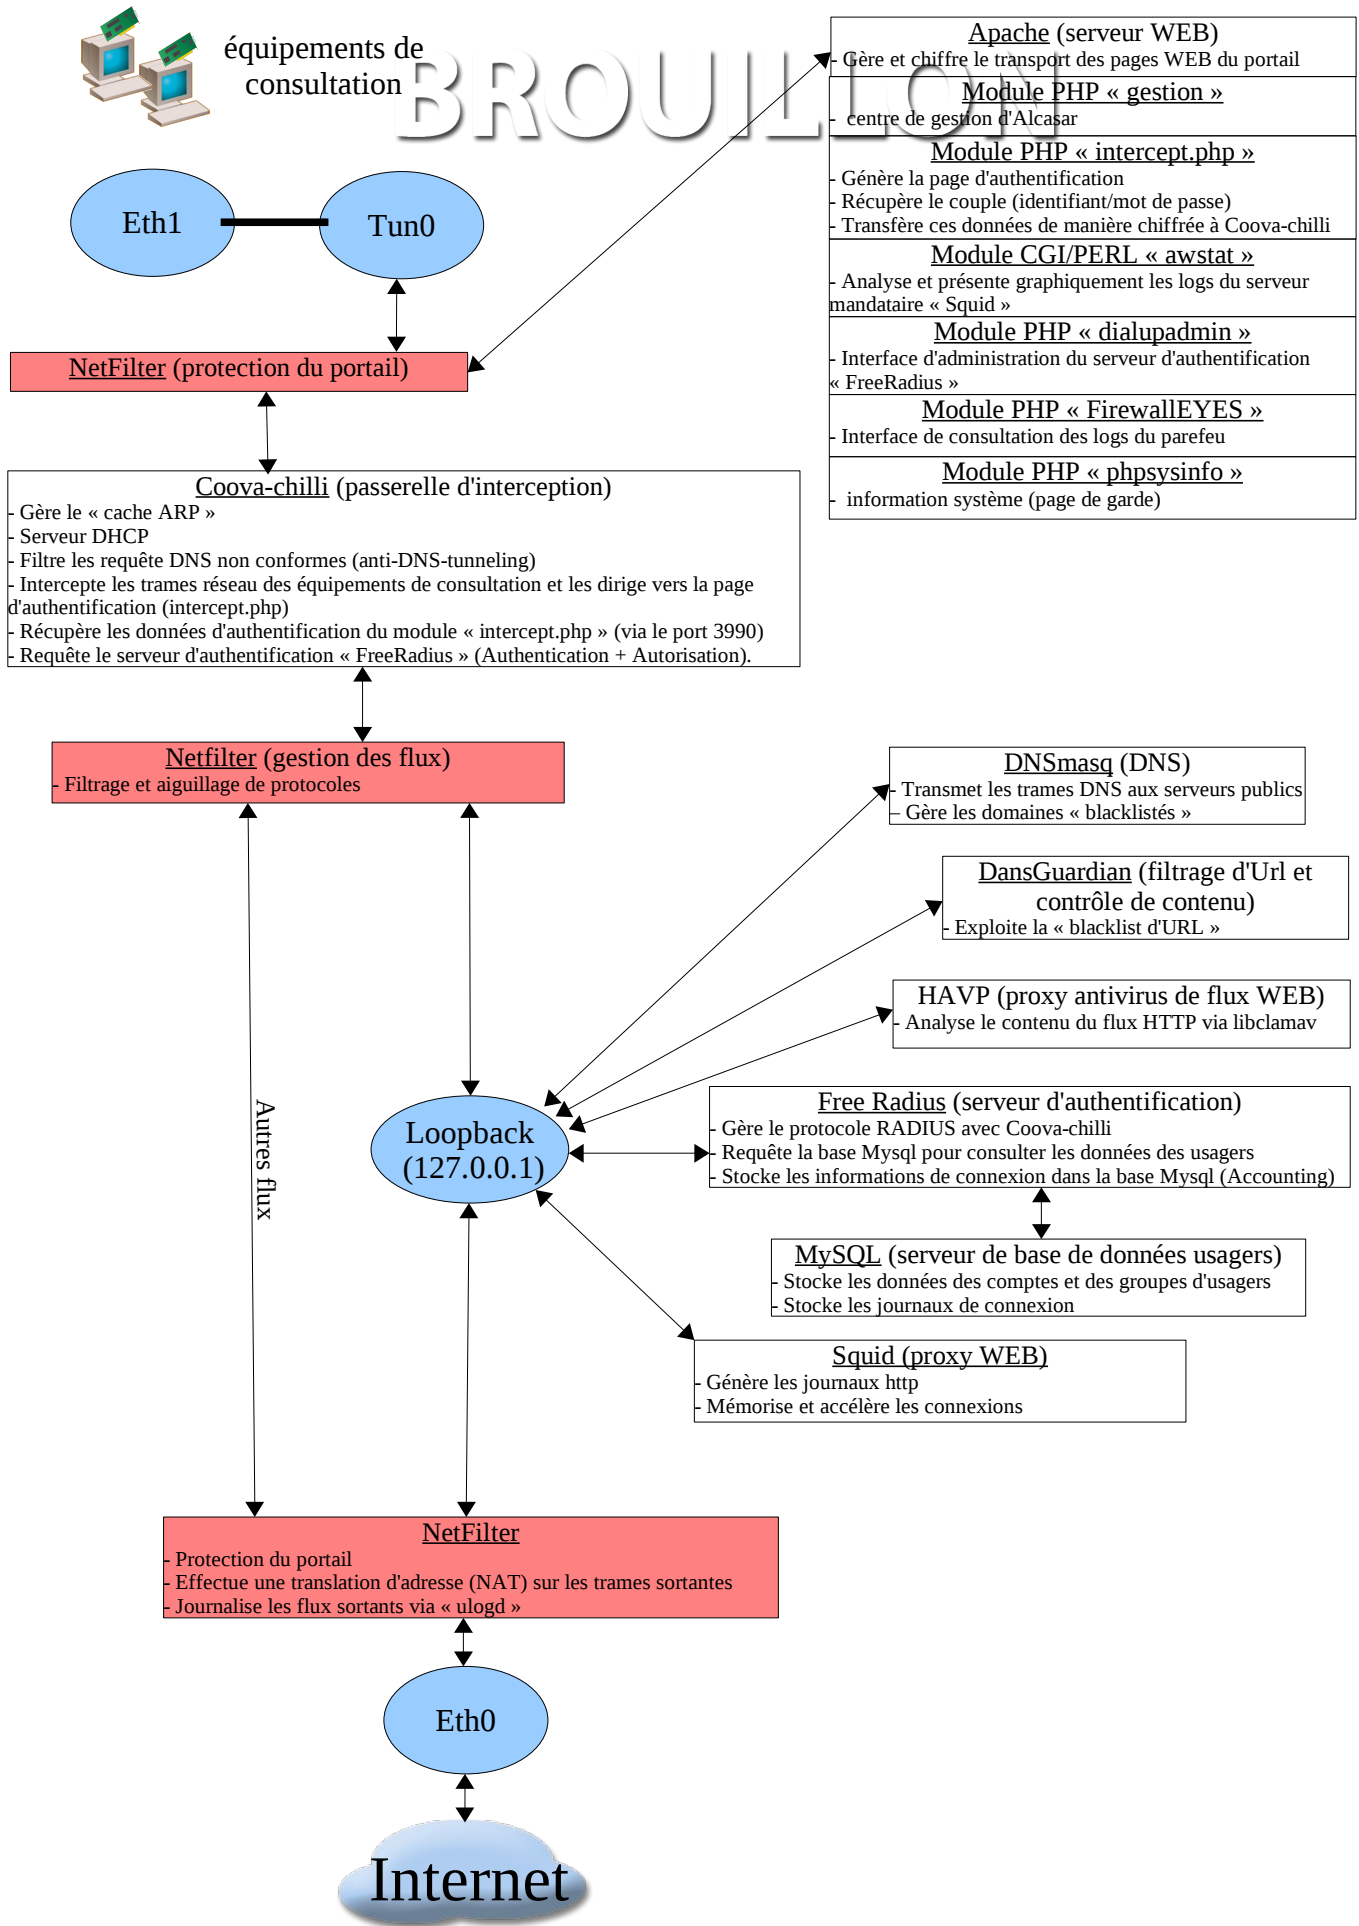 équipements de
consultation
BROUILLON
Eth1
Tun0
NetFilter (protection du portail)
Apache (serveur WEB)
- Gère et chiffre le transport des pages WEB du portail
Module PHP « gestion »
- centre de gestion d'Alcasar
Module PHP « intercept.php »
- Génère la page d'authentification
- Récupère le couple (identifiant/mot de passe)
- Transfère ces données de manière chiffrée à Coova-chilli
Module CGI/PERL « awstat »
- Analyse et présente graphiquement les logs du serveur
mandataire « Squid »
Module PHP « dialupadmin »
- Interface d'administration du serveur d'authentification
« FreeRadius »
Module PHP « FirewallEYES »
- Interface de consultation des logs du parefeu
Module PHP « phpsysinfo »
- information système (page de garde)
Coova-chilli (passerelle d'interception)
- Gère le « cache ARP »
- Serveur DHCP
- Filtre les requête DNS non conformes (anti-DNS-tunneling)
- Intercepte les trames réseau des équipements de consultation et les dirige vers la page
d'authentification (intercept.php)
- Récupère les données d'authentification du module « intercept.php » (via le port 3990)
- Requête le serveur d'authentification « FreeRadius » (Authentication + Autorisation).
Netfilter (gestion des flux)
- Filtrage et aiguillage de protocoles
DNSmasq (DNS)
- Transmet les trames DNS aux serveurs publics
– Gère les domaines « blacklistés »
DansGuardian (filtrage d'Url et
contrôle de contenu)
- Exploite la « blacklist d'URL »
HAVP (proxy antivirus de flux WEB)
- Analyse le contenu du flux HTTP via libclamav
Autres flux
Loopback
(127.0.0.1)
Free Radius (serveur d'authentification)
- Gère le protocole RADIUS avec Coova-chilli
- Requête la base Mysql pour consulter les données des usagers
- Stocke les informations de connexion dans la base Mysql (Accounting)
MySQL (serveur de base de données usagers)
- Stocke les données des comptes et des groupes d'usagers
- Stocke les journaux de connexion
Squid (proxy WEB)
- Génère les journaux http
- Mémorise et accélère les connexions
NetFilter
- Protection du portail
- Effectue une translation d'adresse (NAT) sur les trames sortantes
- Journalise les flux sortants via « ulogd »
Eth0
Internet